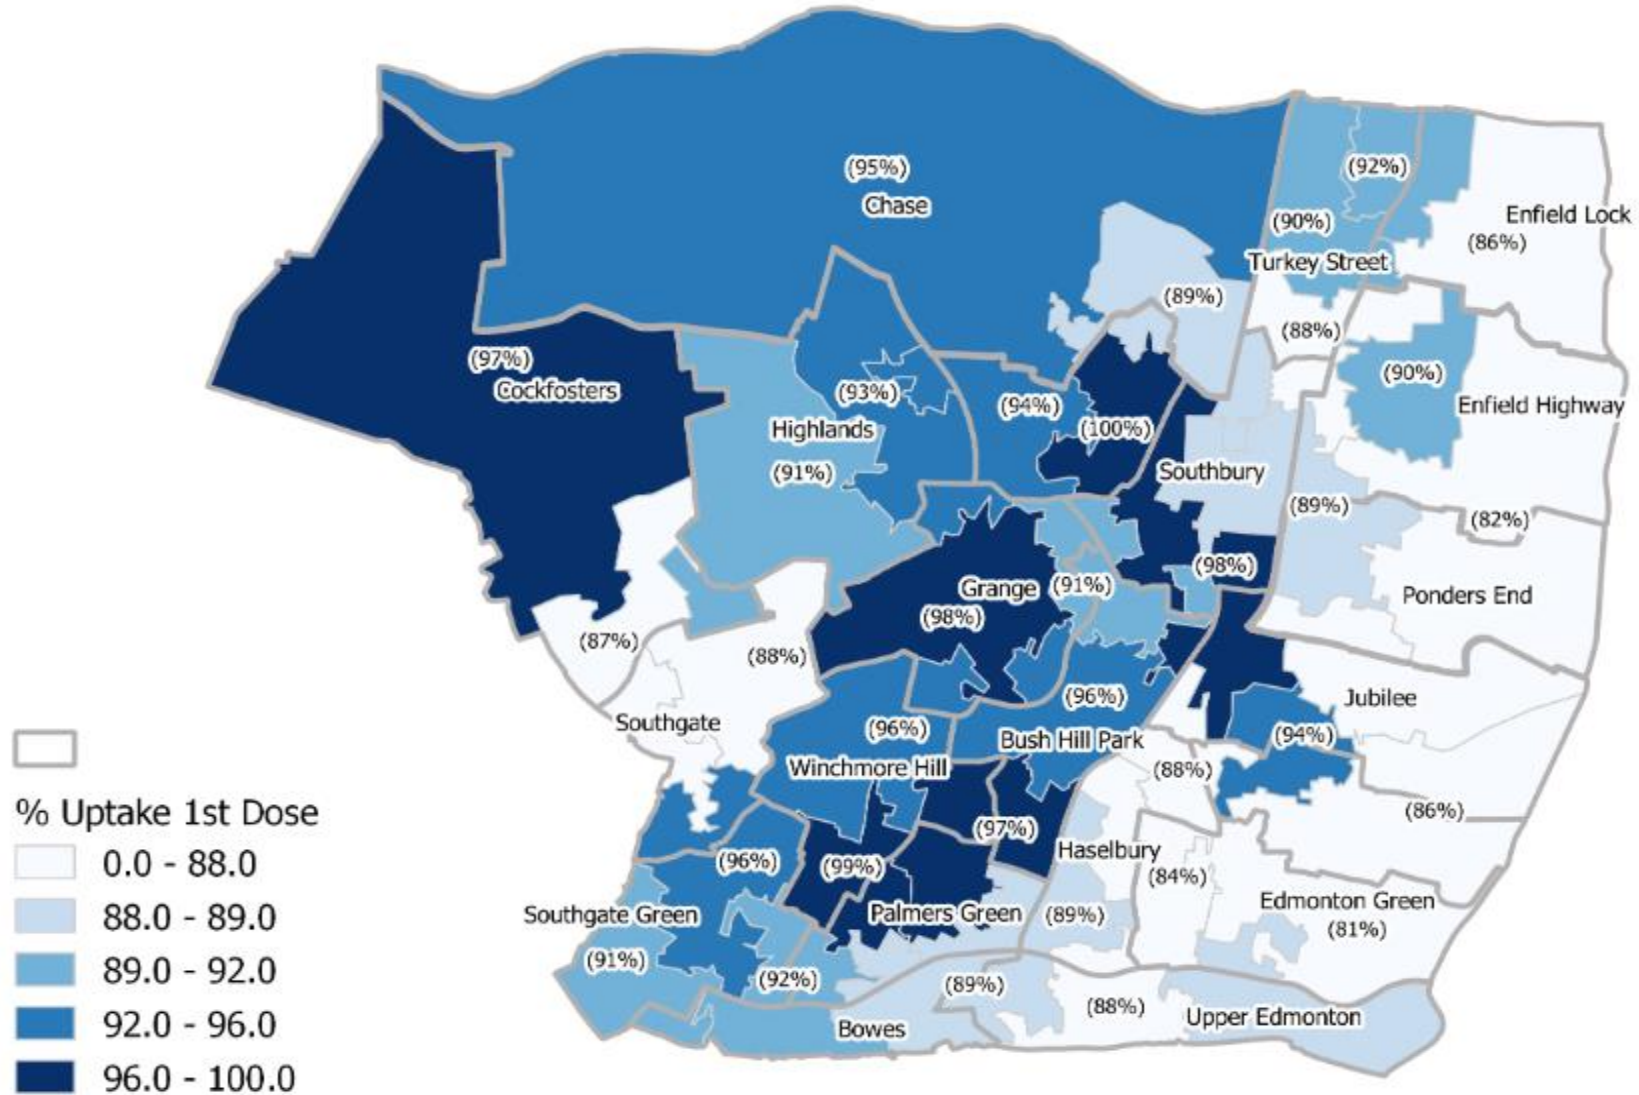 (95%)
Chase
(92%)
(90%)
Enfield Lock
(86%)
Turkey Street
(89%)
(88%)
(97%)
Cockfosters
(93%)
(94%)
(90%)
Enfield Highway
Highlands
(100%)
(91%)
Southbury
(89%)
(82%)
(98%)
Grange
(91%)
Ponders End
(98%)
(87%)
(88%)
(96%)
Jubilee
Southgate
(96%)
Bush Hill Park
(94%)
Winchmore Hill
(88%)
(86%)
(97%)
Haselbury
(96%)
(99%)
(84%)
Edmonton Green
(81%)
Southgate Green
Palmers Green
(89%)
(91%)
(92%)
(89%)
(88%)
Upper Edmonton
Bowes
% Uptake 1st Dose
0.0 - 88.0
88.0 - 89.0
89.0 - 92.0
92.0 - 96.0
96.0 - 100.0